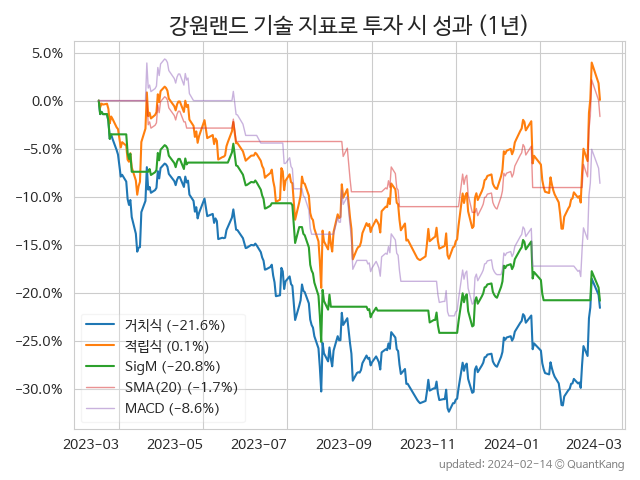 강원랜드 기술 지표로 투자 시 성과 (1년)
5.0%
0.0%
−5.0%
−10.0%
−15.0%
−20.0%
−25.0%
−30.0%
거치식 (−21.6%)
적립식 (0.1%)
SigM (−20.8%)
SMA(20) (−1.7%)
MACD (−8.6%)
2023-03 2023-05 2023-07 2023-09 2023-11 2024-01 2024-03
updated: 2024-02-14 © QuantKang